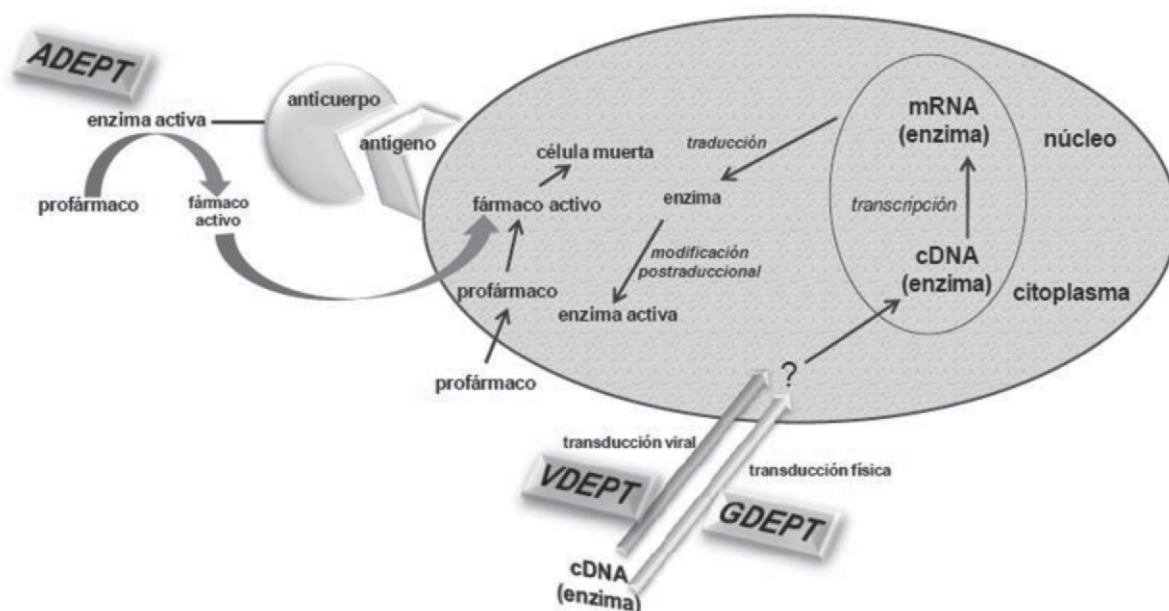 ADEPT
enzima activa
anticuerpo
antígeno
profármaco
fármaco
activo
célula muerta
fármaco activo
profármaco
profármaco
traducción
enzima
modificación
postraduccional
enzima activa
mRNA
(enzima)
núcleo
transcripción
cDNA
(enzima)
citoplasma
?
transducción viral
VDEPT
transducción física
GDEPT
cDNA
(enzima)